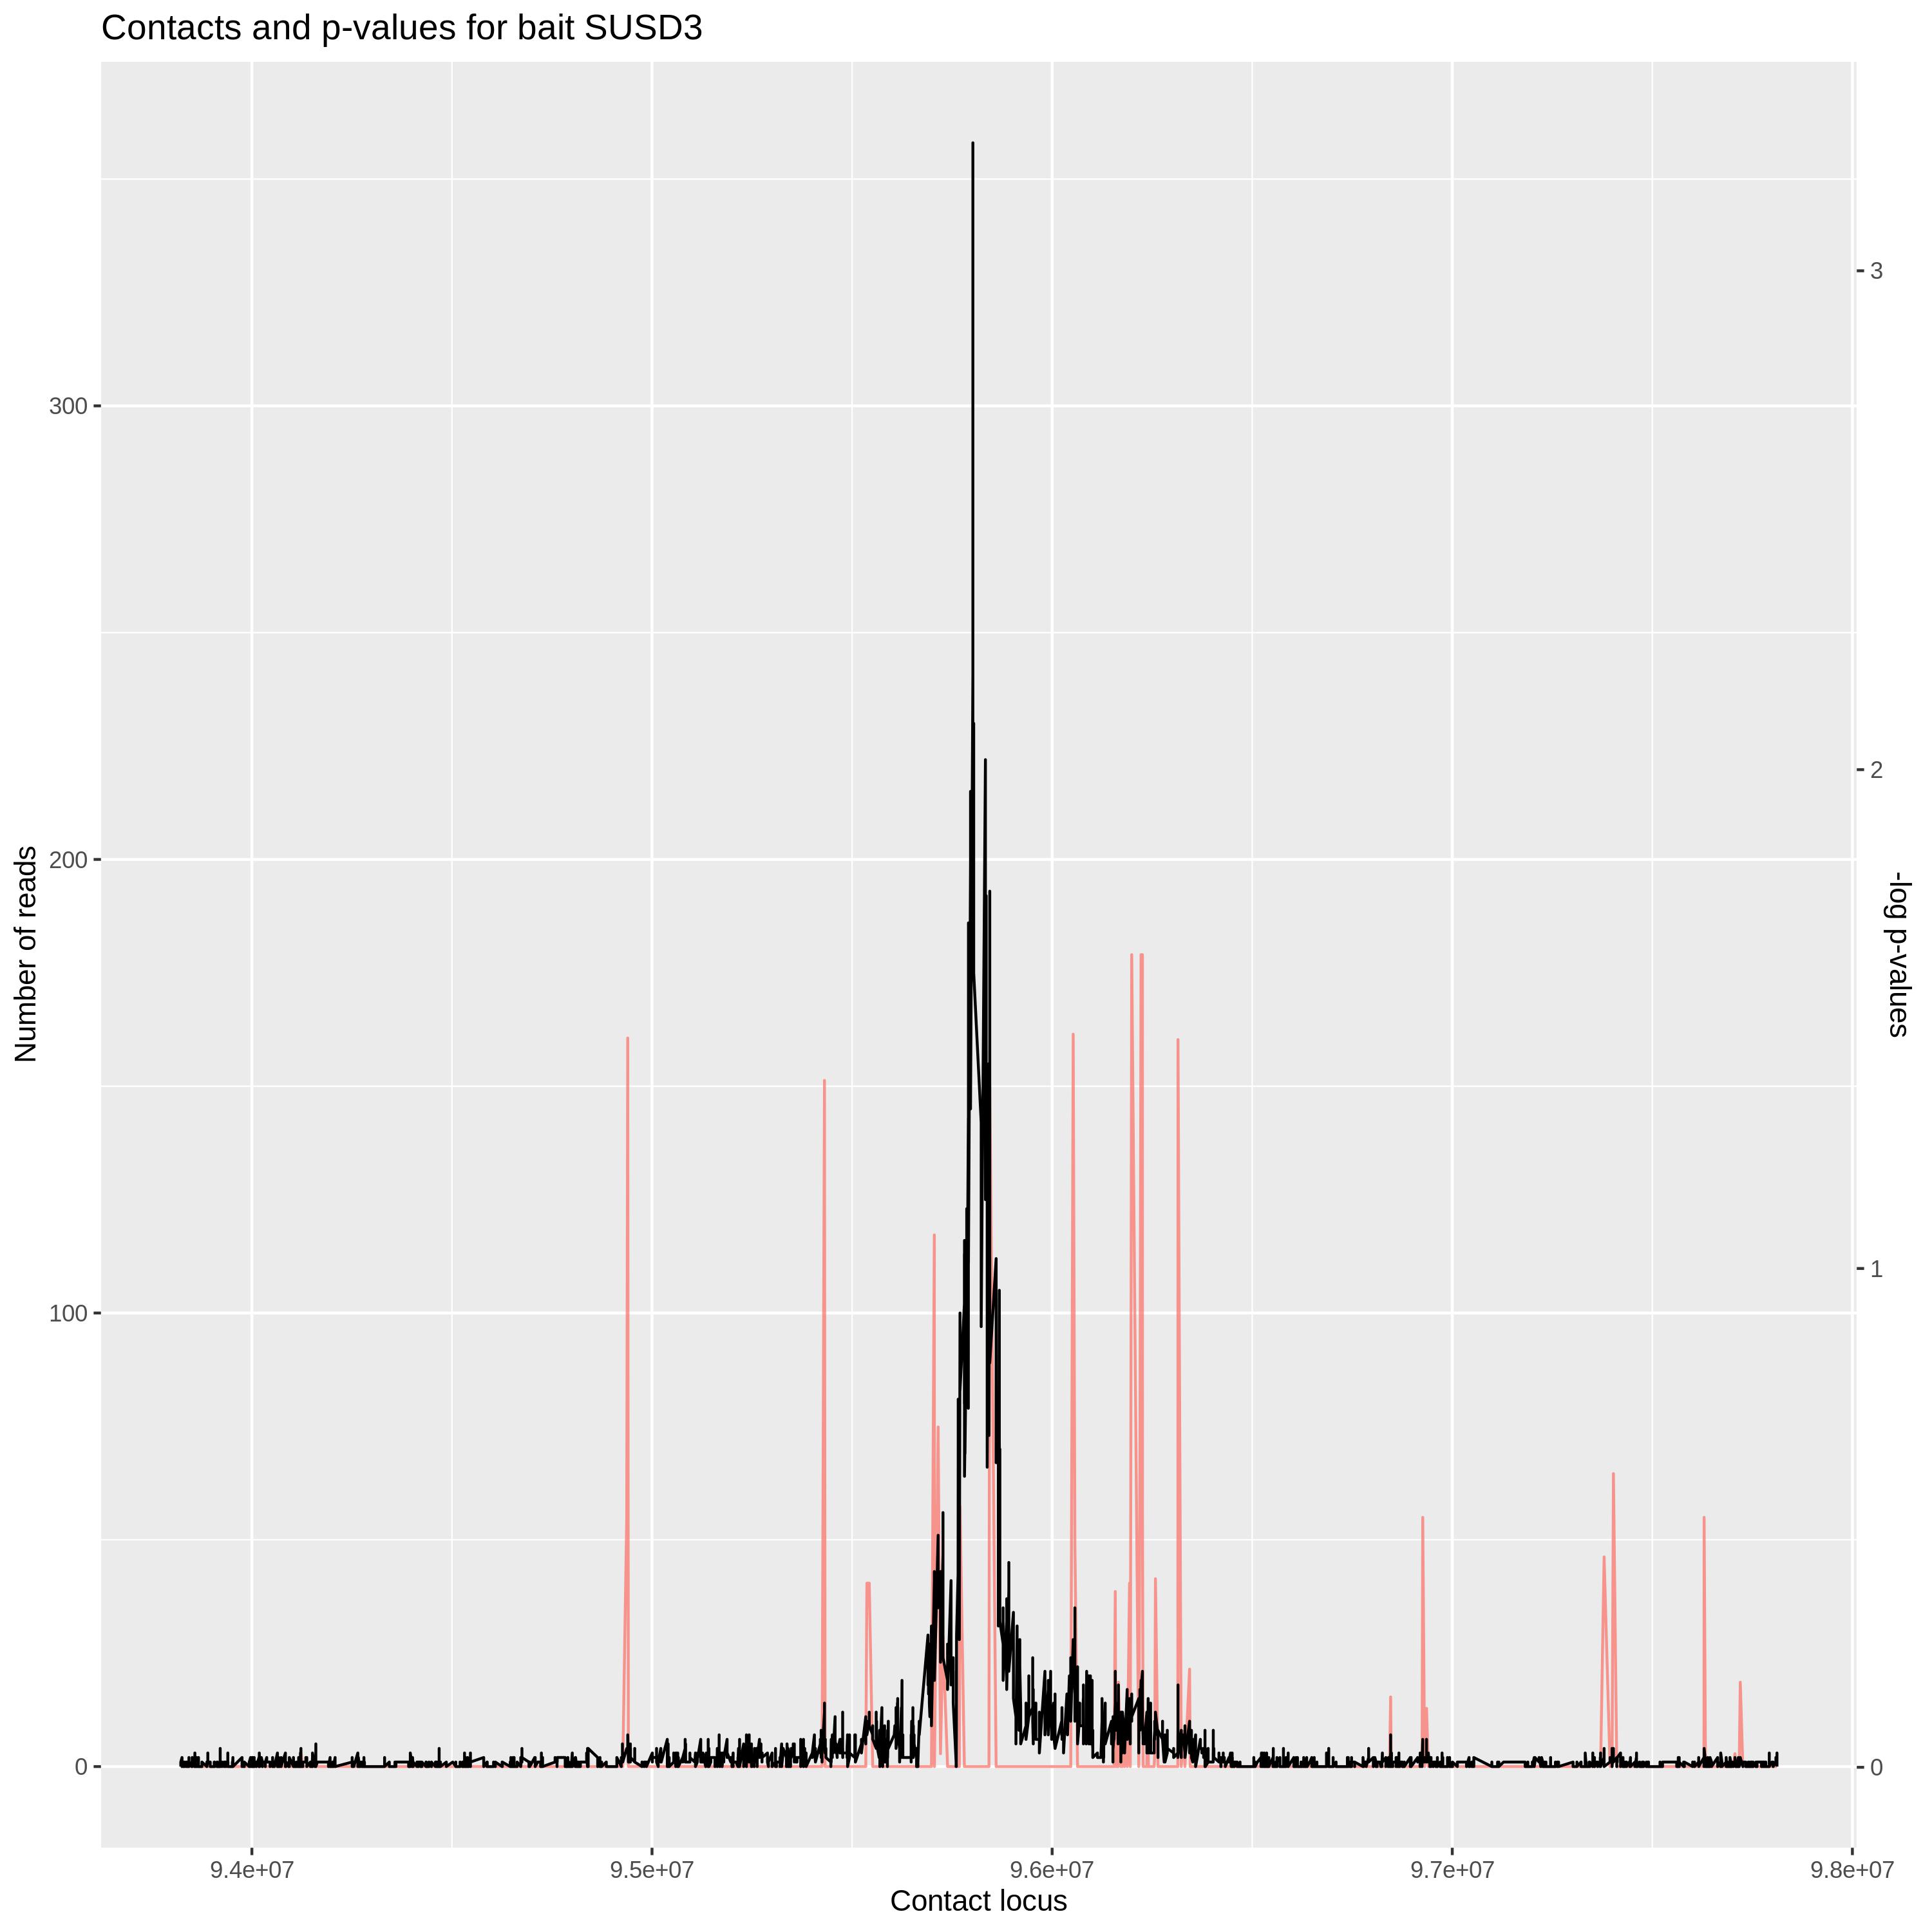 Contacts and p-values for bait SUSD3
Number of reads
300
200
100
0
3
2
1
0
-log p-values
9.4e+07 9.5e+07 9.6e+07 9.7e+07 9.8e+07
Contact locus